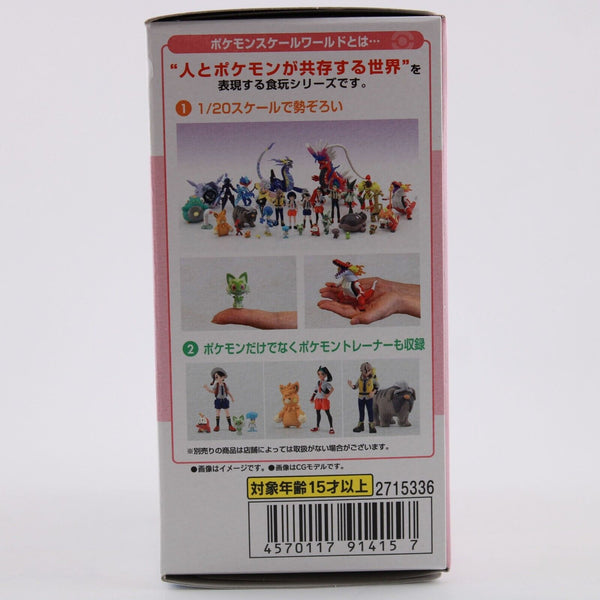 ポケモンスケールワールドとは…
“人とポケモンが共存する世界”を
表現する食玩シリーズです。
1 1/20スケールで勢ぞろい
2 ポケモンだけでなくポケモントレーナーも収録
※別売りの商品は店舗によっては取扱がない場合がございます。
●画像はイメージです。 ●画像はCGモデルです。
対象年齢15才以上 2715336
4570117 91415 7